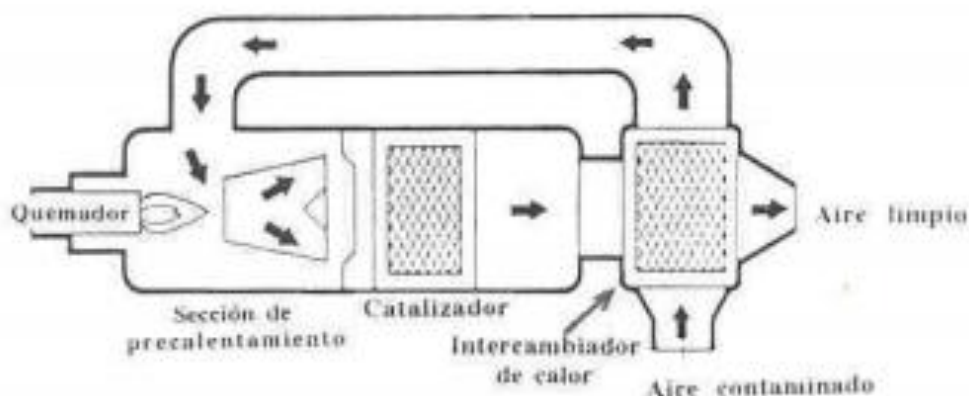 Quemador
Aire limpio
Sección de
precalentamiento
Catalizador
Intercambiador
de calor
Aire contaminado